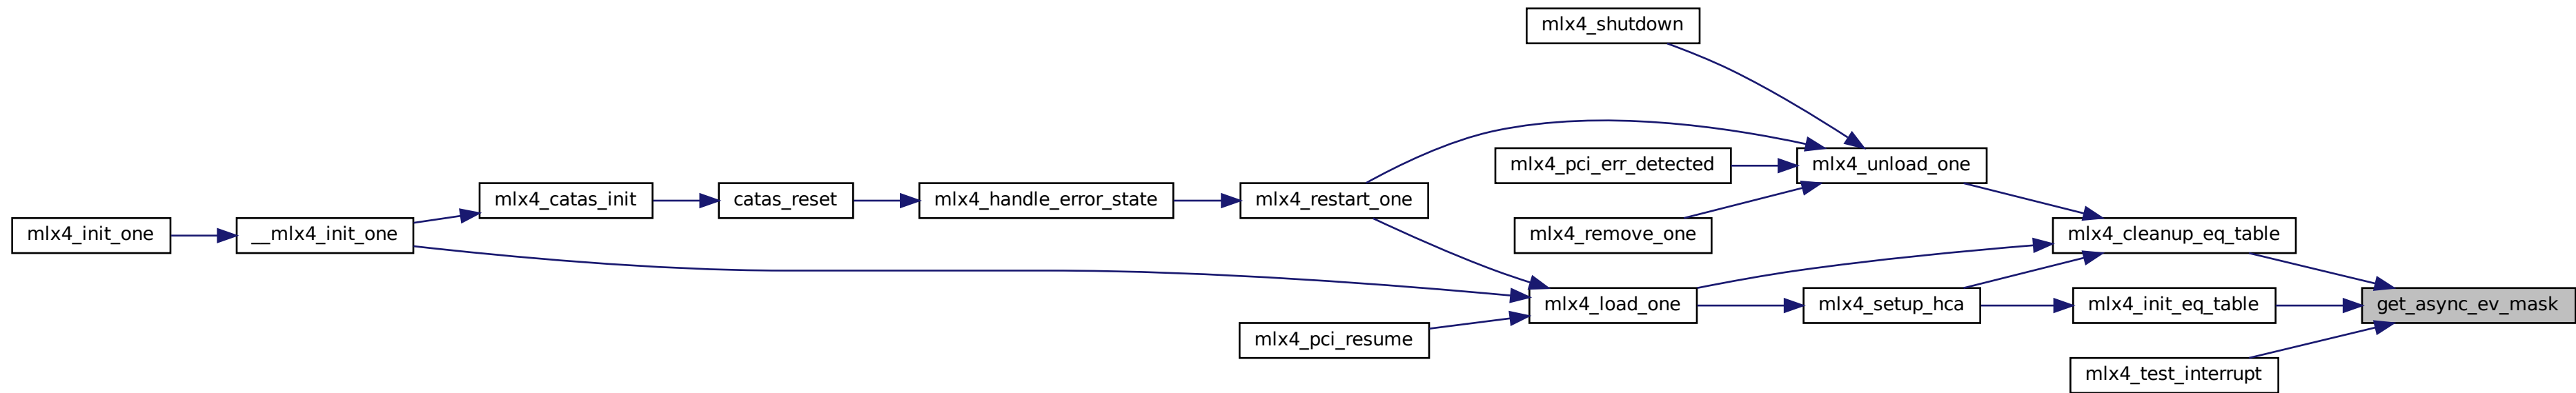 mlx4_shutdown
mlx4_pci_err_detected
mlx4_unload_one
mlx4_catas_init
catas_reset
mlx4_handle_error_state
mlx4_restart_one
mlx4_init_one
__mlx4_init_one
mlx4_remove_one
mlx4_cleanup_eq_table
mlx4_load_one
mlx4_setup_hca
mlx4_init_eq_table
get_async_ev_mask
mlx4_pci_resume
mlx4_test_interrupt